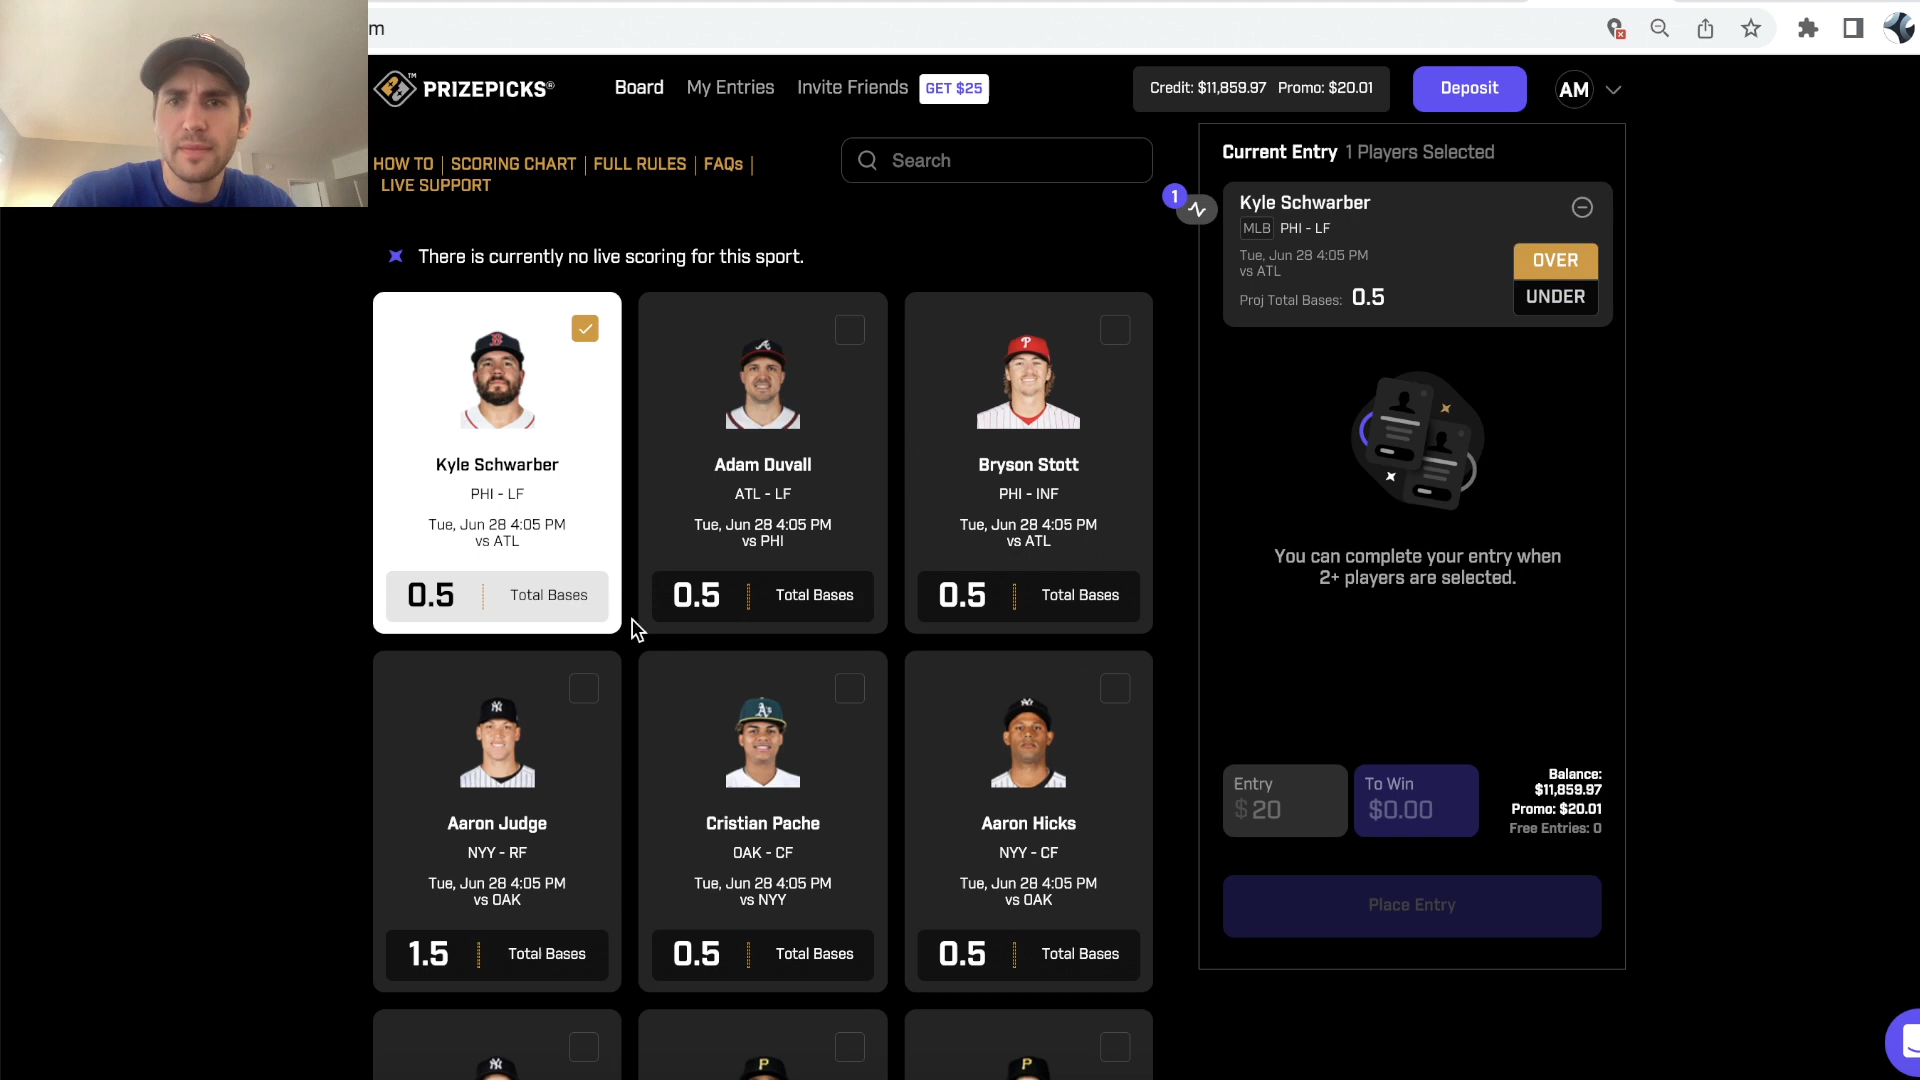 m
PRIZEPICKS®
Board
My Entries
Invite Friends
GET $25
Credit: $11,859.97 Promo: $20.01
Deposit
AM
HOW TO | SCORING CHART | FULL RULES | FAQs |
LIVE SUPPORT
Search
There is currently no live scoring for this sport.
Kyle Schwarber
PHI - LF
Tue, Jun 28 4:05 PM
vs ATL
0.5
Total Bases
Adam Duvall
ATL - LF
Tue, Jun 28 4:05 PM
vs PHI
0.5
Total Bases
Bryson Stott
PHI - INF
Tue, Jun 28 4:05 PM
vs ATL
0.5
Total Bases
Aaron Judge
NYY - RF
Tue, Jun 28 4:05 PM
vs OAK
1.5
Total Bases
Cristian Pache
OAK - CF
Tue, Jun 28 4:05 PM
vs NYY
0.5
Total Bases
Aaron Hicks
NYY - CF
Tue, Jun 28 4:05 PM
vs OAK
0.5
Total Bases
Current Entry 1 Players Selected
1
Kyle Schwarber
MLB PHI - LF
Tue, Jun 28 4:05 PM
vs ATL
Proj Total Bases: 0.5
OVER
UNDER
You can complete your entry when
2+ players are selected.
Entry
$ 20
To Win
$0.00
Balance:
$11,859.97
Promo: $20.01
Free Entries: 0
Place Entry